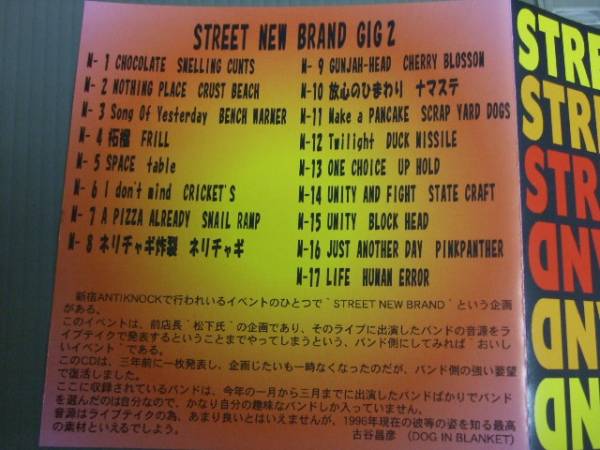 STREET NEW BRAND GIG 2
M- 1 CHOCOLATE SMELLING CUNTS
M- 2 NOTHING PLACE CRUST BEACH
M- 3 Song Of Yesterday BENCH WARNER
M- 4 柘榴 FRILL
M- 5 SPACE table
M- 6 I don't mind CRICKET'S
M- 7 A PIZZA ALREADY SNAIL RAMP
M- 8 ネリチャギ炸裂 ネリチャギ
M- 9 GUNJAH-HEAD CHERRY BLOSSON
M-10 放心のひまわり ナマステ
M-11 Make a PANCAKE SCRAP YARD DOGS
M-12 Twilight DUCK MISSILE
M-13 ONE CHOICE UP HOLD
M-14 UNITY AND FIGHT STATE CRAFT
M-15 UNITY BLOCK HEAD
M-16 JUST ANOTHER DAY PINKPANTHER
M-17 LIFE HUMAN ERROR
新宿ANTIKNOCKで行われいるイベントのひとつで`STREET NEW BRAND`という企画
がある。
このイベントは、前店長`松下氏`の企画であり、そのライブに出演したバンドの音源をラ
イブテイクで発表するということまでやってしまうという、バンド側にしてみれば`おいし
いイベント`である。
このCDは、三年前に一枚発表し、企画じたいも一時なくなったのだが、バンド側の強い要望
で復活しました。
ここに収録されているバンドは、今年の一月から三月までに出演したバンドばかりでバンド
を選んだのは自分なので、かなり自分の趣味なバンドしか入っていません。
音源はライブテイクの為、あまり良いとはいえませんが、1996年現在の彼等の姿を知る最高
の素材といえるでしょう。
古谷昌彦 (DOG IN BLANKET)
STREE
STRE
STR